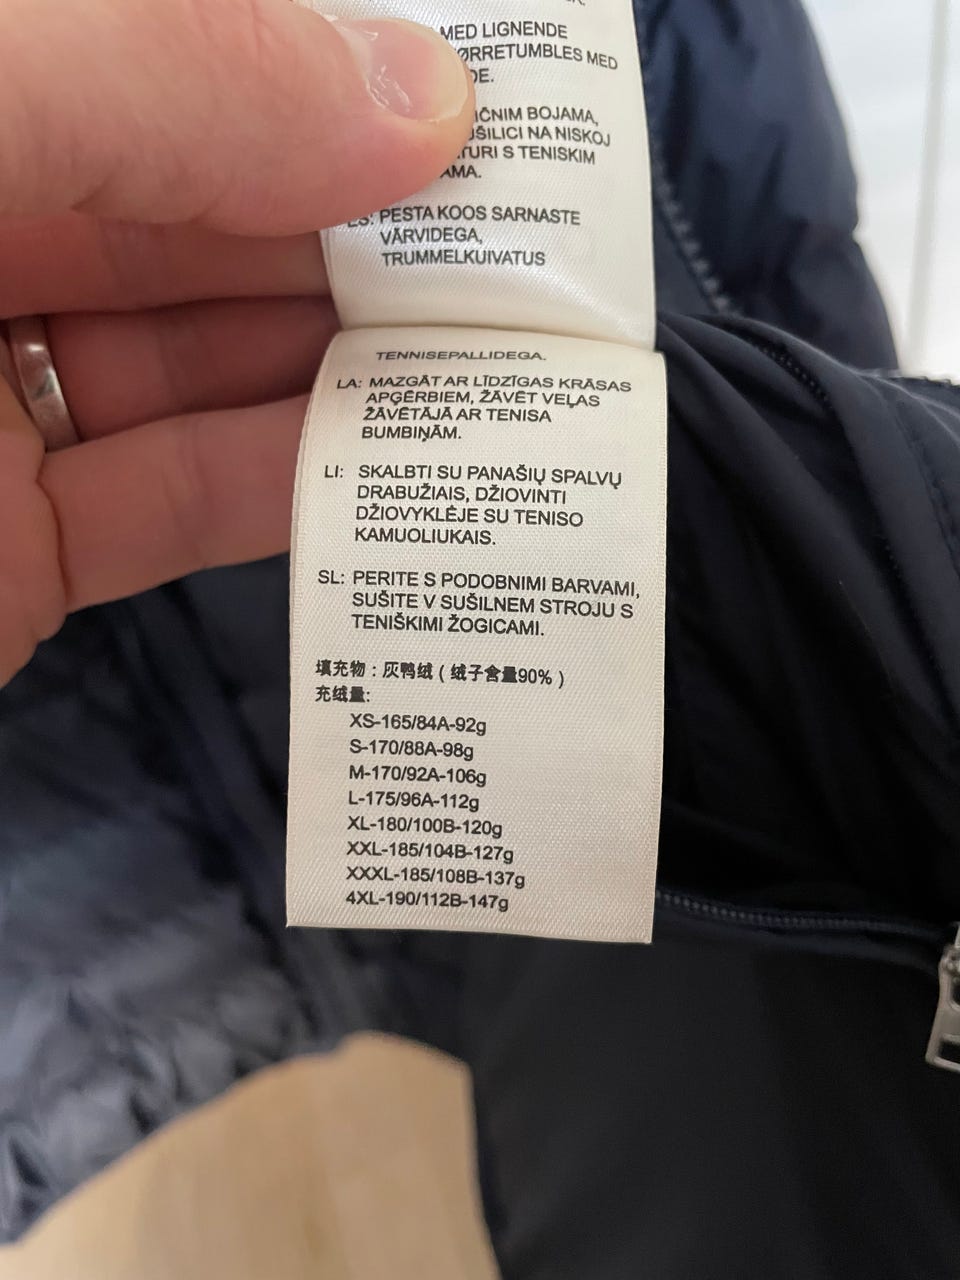 MED LIGNENDE
ØRRETUMBLES MED
DE.
IČNIM BOJAMA,
UŠILICI NA NISKOJ
TURI S TENISKIM
AMA.
ES: PESTA KOOS SARNASTE
VÄRVIDEGA,
TRUMMELKUIVATUS
TENNISEPALLIDEGA.
LA: MAZGĀT AR LĪDZĪGAS KRĀSAS
APĢĒRBIEM, ŽĀVĒT VEĻAS
ŽĀVĒTĀJĀ AR TENISA
BUMBIŅĀM.
LI: SKALBTI SU PANAŠIŲ SPALVŲ
DRABUŽIAIS, DŽIOVINTI
DŽIOVYKLĖJE SU TENISO
KAMUOLIUKAIS.
SL: PERITE S PODOBNIMI BARVAMI,
SUŠITE V SUŠILNEM STROJU S
TENIŠKIMI ŽOGICAMI.
填充物：灰鸭绒（绒子含量90%）
充绒量:
XS-165/84A-92g
S-170/88A-98g
M-170/92A-106g
L-175/96A-112g
XL-180/100B-120g
XXL-185/104B-127g
XXXL-185/108B-137g
4XL-190/112B-147g